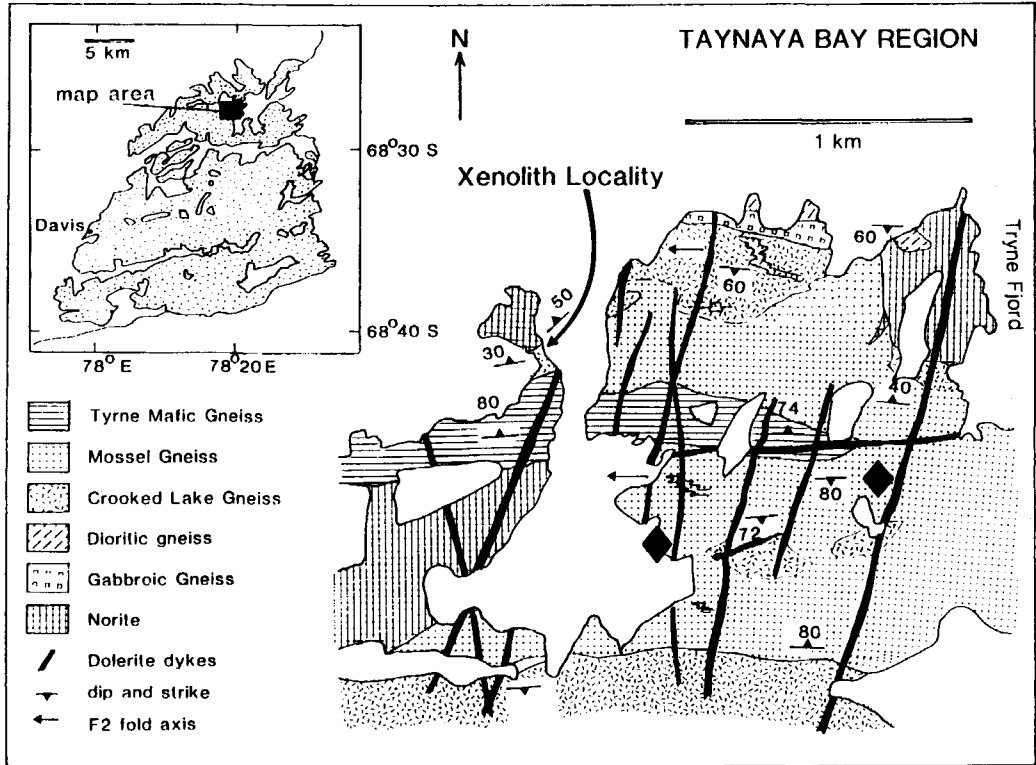 5 km
map area
68° 30 S
Davis
68° 40 S
78° E
78° 20 E
N
TAYNAYA BAY REGION
1 km
Xenolith Locality
Tryne Fjord
60
60
50
30
80
40
74
80
72
80
Tyrne Mafic Gneiss
Mossel Gneiss
Crooked Lake Gneiss
Dioritic gneiss
Gabbroic Gneiss
Norite
Dolerite dykes
dip and strike
F2 fold axis